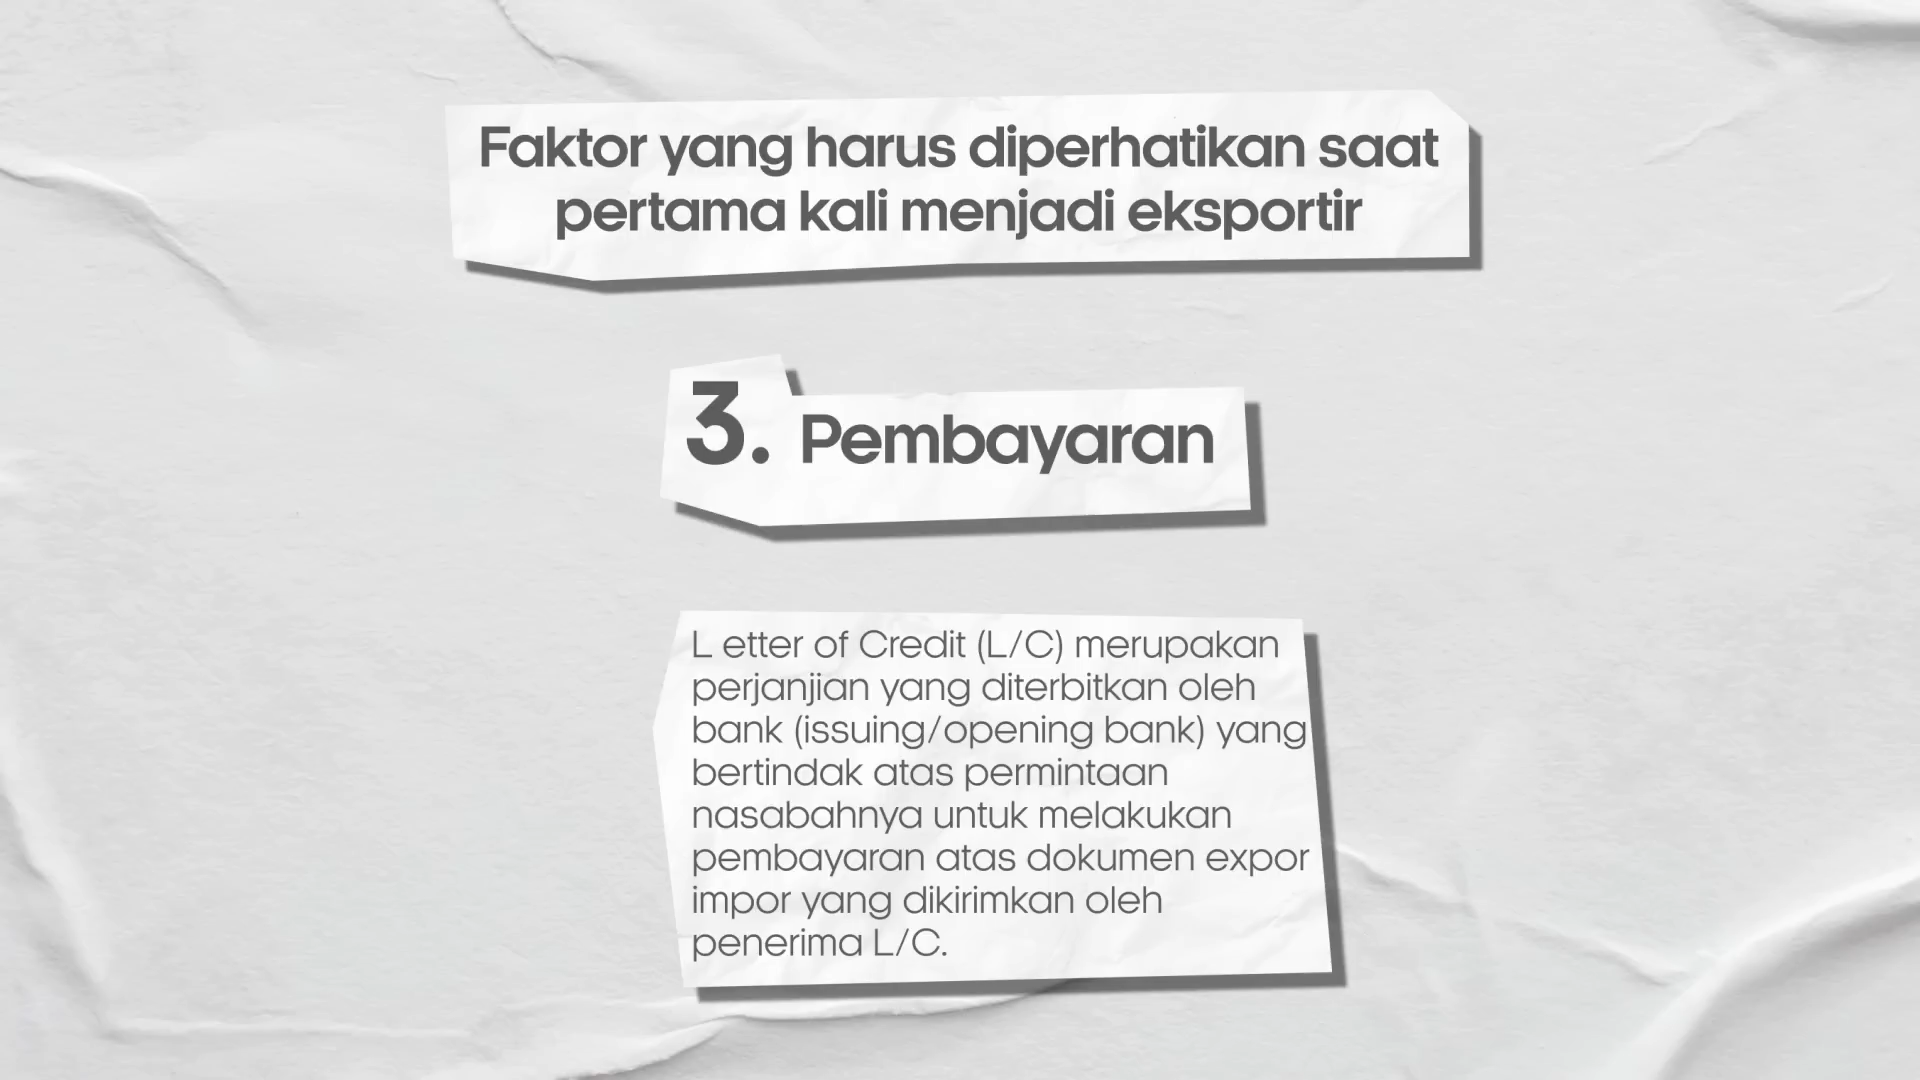 Faktor yang harus diperhatikan saat
pertama kali menjadi eksportir
3. Pembayaran
L etter of Credit (L/C) merupakan
perjanjian yang diterbitkan oleh
bank (issuing/opening bank) yang
bertindak atas permintaan
nasabahnya untuk melakukan
pembayaran atas dokumen expor
impor yang dikirimkan oleh
penerima L/C.